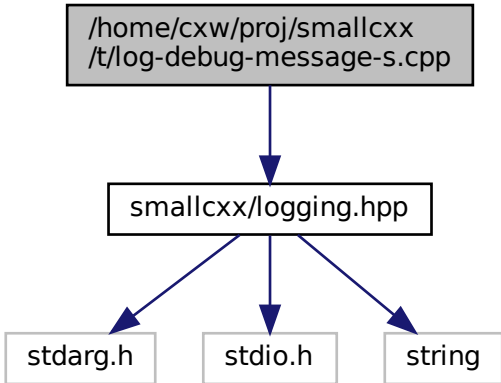 /home/cxw/proj/smallcxx
/t/log-debug-message-s.cpp
smallcxx/logging.hpp
stdarg.h
stdio.h
string